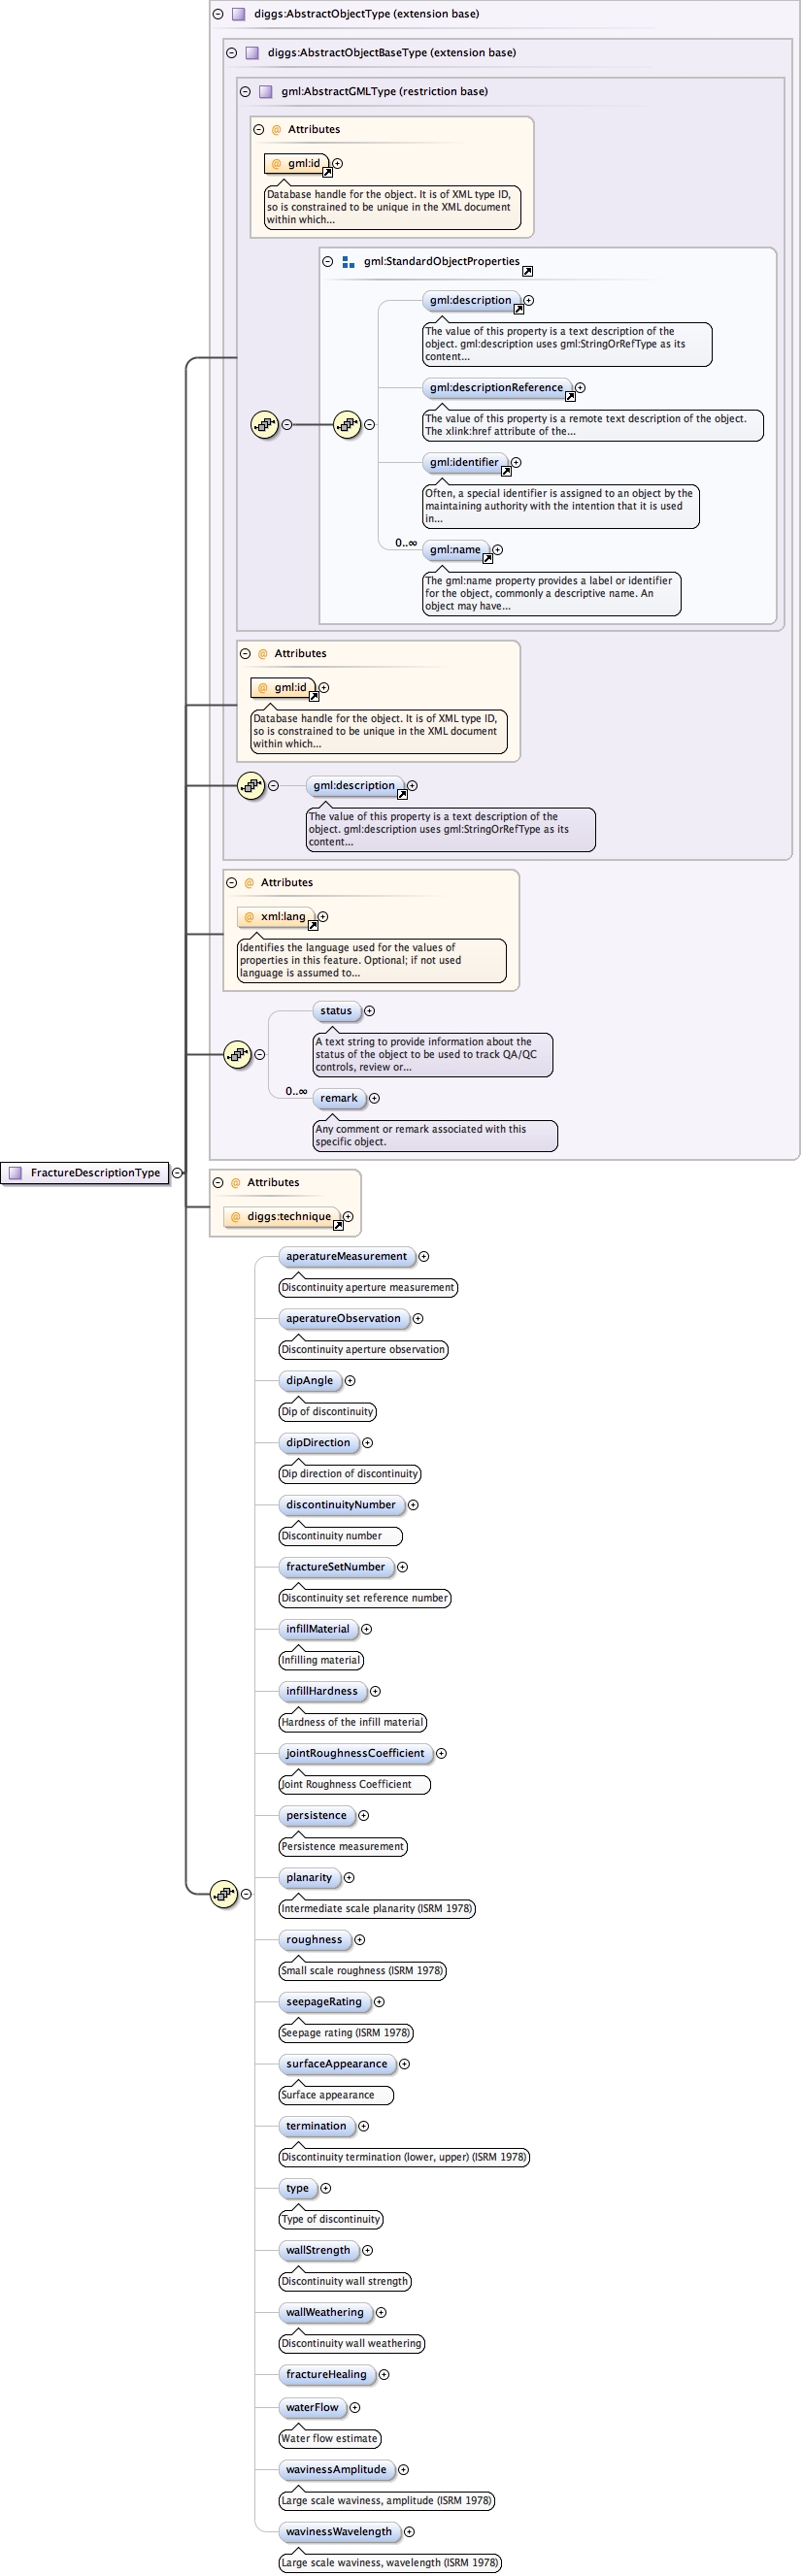 diggs:AbstractObjectType (extension base)
diggs:AbstractObjectBaseType (extension base)
gml:AbstractGMLType (restriction base)
@ Attributes
@ gml:id
Database handle for the object. It is of XML type ID,
so is constrained to be unique in the XML document
within which...
gml:StandardObjectProperties
gml:description
The value of this property is a text description of the
object. gml:description uses gml:StringOrRefType as its
content...
gml:descriptionReference
The value of this property is a remote text description of the object.
The xlink:href attribute of the...
gml:identifier
Often, a special identifier is assigned to an object by the
maintaining authority with the intention that it is used
in...
0..∞
gml:name
The gml:name property provides a label or identifier
for the object, commonly a descriptive name. An
object may have...
@ Attributes
@ gml:id
Database handle for the object. It is of XML type ID,
so is constrained to be unique in the XML document
within which...
gml:description
The value of this property is a text description of the
object. gml:description uses gml:StringOrRefType as its
content...
@ Attributes
@ xml:lang
Identifies the language used for the values of
properties in this feature. Optional; if not used
language is assumed to...
status
A text string to provide information about the
status of the object to be used to track QA/QC
controls, review or...
0..∞
remark
Any comment or remark associated with this
specific object.
FractureDescriptionType
@ Attributes
@ diggs:technique
aperatureMeasurement
Discontinuity aperture measurement
aperatureObservation
Discontinuity aperture observation
dipAngle
Dip of discontinuity
dipDirection
Dip direction of discontinuity
discontinuityNumber
Discontinuity number
fractureSetNumber
Discontinuity set reference number
infillMaterial
Infilling material
infillHardness
Hardness of the infill material
jointRoughnessCoefficient
Joint Roughness Coefficient
persistence
Persistence measurement
planarity
Intermediate scale planarity (ISRM 1978)
roughness
Small scale roughness (ISRM 1978)
seepageRating
Seepage rating (ISRM 1978)
surfaceAppearance
Surface appearance
termination
Discontinuity termination (lower, upper) (ISRM 1978)
type
Type of discontinuity
wallStrength
Discontinuity wall strength
wallWeathering
Discontinuity wall weathering
fractureHealing
waterFlow
Water flow estimate
wavinessAmplitude
Large scale waviness, amplitude (ISRM 1978)
wavinessWavelength
Large scale waviness, wavelength (ISRM 1978)